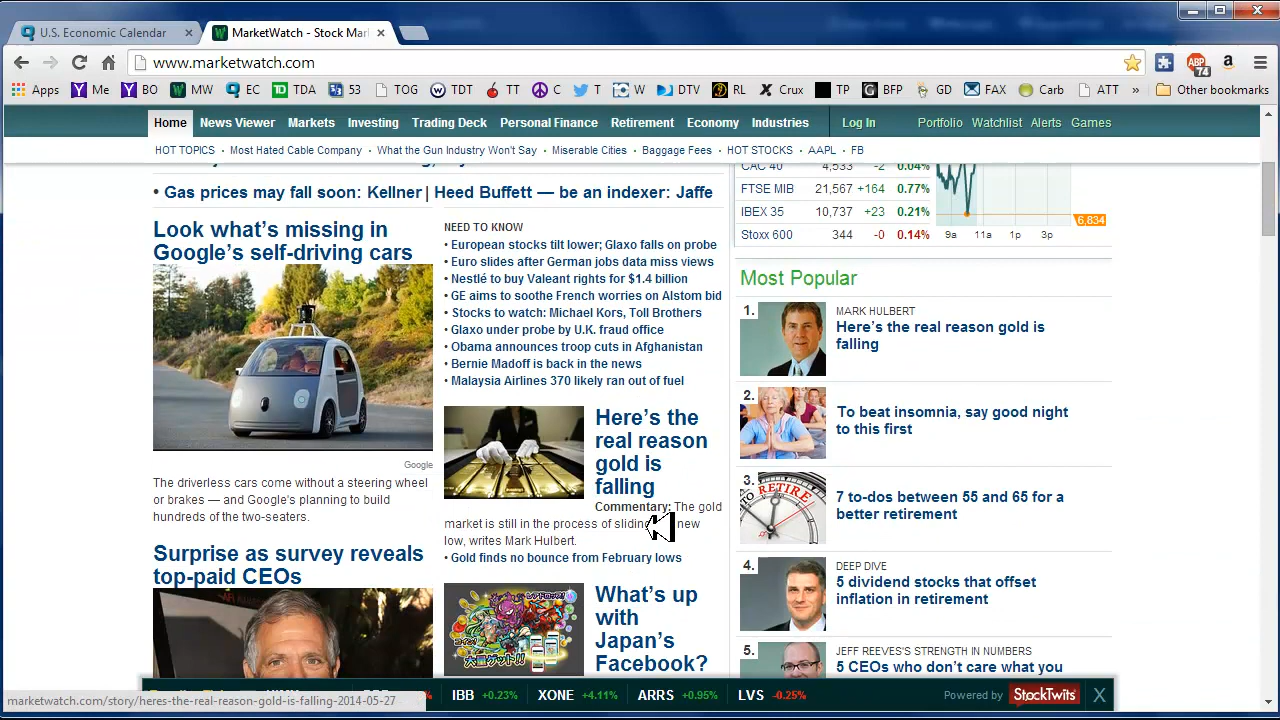 U.S. Economic Calendar
MarketWatch - Stock Mar
www.marketwatch.com
ABP
74
Apps Me BO MW EC TDA 53 TOG TDT TT C T W DTV RL Crux TP BFP GD FAX Carb ATT » Other bookmarks
Home News Viewer Markets Investing Trading Deck Personal Finance Retirement Economy Industries Log In Portfolio Watchlist Alerts Games
HOT TOPICS Most Hated Cable Company What the Gun Industry Won't Say Miserable Cities Baggage Fees HOT STOCKS AAPL FB
• Gas prices may fall soon: Kellner | Heed Buffett — be an indexer: Jaffe
Look what's missing in
Google's self-driving cars
Google
The driverless cars come without a steering wheel
or brakes — and Google's planning to build
hundreds of the two-seaters.
Surprise as survey reveals
top-paid CEOs
NEED TO KNOW
• European stocks tilt lower; Glaxo falls on probe
• Euro slides after German jobs data miss views
• Nestlé to buy Valeant rights for $1.4 billion
• GE aims to soothe French worries on Alstom bid
• Stocks to watch: Michael Kors, Toll Brothers
• Glaxo under probe by U.K. fraud office
• Obama announces troop cuts in Afghanistan
• Bernie Madoff is back in the news
• Malaysia Airlines 370 likely ran out of fuel
Here's the
real reason
gold is
falling
Commentary: The gold
market is still in the process of sliding new
low, writes Mark Hulbert.
• Gold finds no bounce from February lows
What's up
with
Japan's
Facebook?
CAC 40 4,533 -2 0.04%
FTSE MIB 21,567 +164 0.77%
IBEX 35 10,737 +23 0.21%
Stoxx 600 344 -0 0.14%
6,834
9a 11a 1p 3p
Most Popular
1.
MARK HULBERT
Here's the real reason gold is
falling
2.
To beat insomnia, say good night
to this first
3.
RETIRE
7 to-dos between 55 and 65 for a
better retirement
4.
DEEP DIVE
5 dividend stocks that offset
inflation in retirement
5.
JEFF REEVES'S STRENGTH IN NUMBERS
5 CEOs who don't care what you
IBB +0.23% XONE +4.11% ARRS +0.95% LVS -0.25% Powered by StockTwits X
marketwatch.com/story/heres-the-real-reason-gold-is-falling-2014-05-27